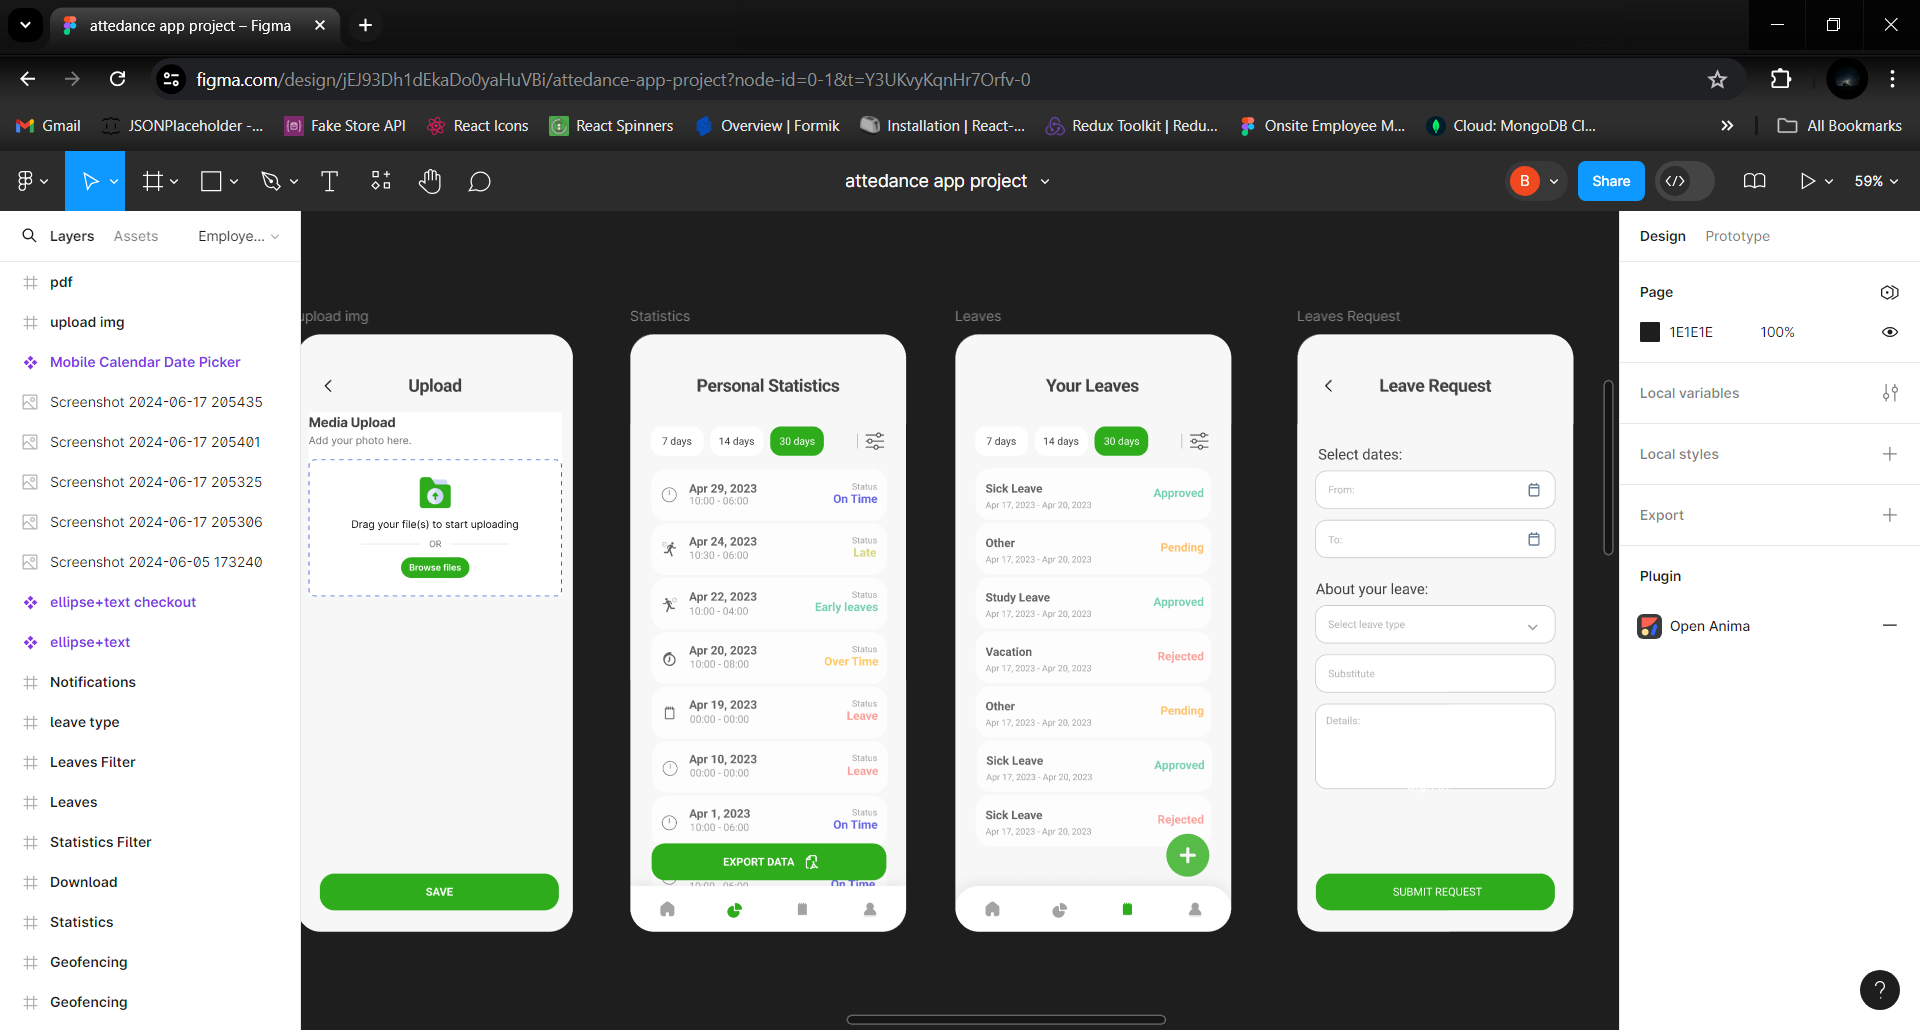 attedance app project – Figma
figma.com/design/jEJ93Dh1dEkaDo0yaHuVBi/attedance-app-project?node-id=0-1&t=Y3UKvyKqnHr7Orfv-0
Gmail
JSONPlaceholder -...
Fake Store API
React Icons
React Spinners
Overview | Formik
Installation | React-...
Redux Toolkit | Redu...
Onsite Employee M...
Cloud: MongoDB Cl...
All Bookmarks
attedance app project
B
Share
59%
Layers
Assets
Employe...
pdf
upload img
Mobile Calendar Date Picker
Screenshot 2024-06-17 205435
Screenshot 2024-06-17 205401
Screenshot 2024-06-17 205325
Screenshot 2024-06-17 205306
Screenshot 2024-06-05 173240
ellipse+text checkout
ellipse+text
Notifications
leave type
Leaves Filter
Leaves
Statistics Filter
Download
Statistics
Geofencing
Geofencing
upload img
Upload
Media Upload
Add your photo here.
Drag your file(s) to start uploading
OR
Browse files
SAVE
Statistics
Personal Statistics
7 days
14 days
30 days
Apr 29, 2023
10:00 - 06:00
Status
On Time
Apr 24, 2023
10:30 - 06:00
Status
Late
Apr 22, 2023
10:00 - 04:00
Status
Early leaves
Apr 20, 2023
10:00 - 08:00
Status
Over Time
Apr 19, 2023
00:00 - 00:00
Status
Leave
Apr 10, 2023
00:00 - 00:00
Status
Leave
Apr 1, 2023
10:00 - 06:00
Status
On Time
EXPORT DATA
10:00 - 06:00
On Time
Leaves
Your Leaves
7 days
14 days
30 days
Sick Leave
Apr 17, 2023 - Apr 20, 2023
Approved
Other
Apr 17, 2023 - Apr 20, 2023
Pending
Study Leave
Apr 17, 2023 - Apr 20, 2023
Approved
Vacation
Apr 17, 2023 - Apr 20, 2023
Rejected
Other
Apr 17, 2023 - Apr 20, 2023
Pending
Sick Leave
Apr 17, 2023 - Apr 20, 2023
Approved
Sick Leave
Apr 17, 2023 - Apr 20, 2023
Rejected
Leaves Request
Leave Request
Select dates:
From:
To:
About your leave:
Select leave type
Substitute
Details:
SUBMIT REQUEST
Design
Prototype
Page
1E1E1E
100%
Local variables
Local styles
Export
Plugin
Open Anima
?